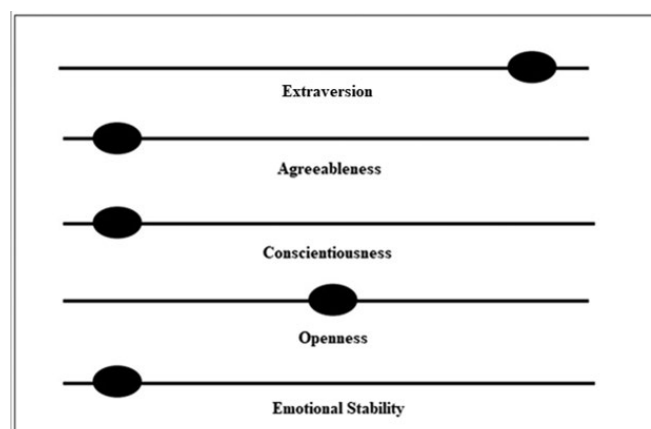 Extraversion
Agreeableness
Conscientiousness
Openness
Emotional Stability